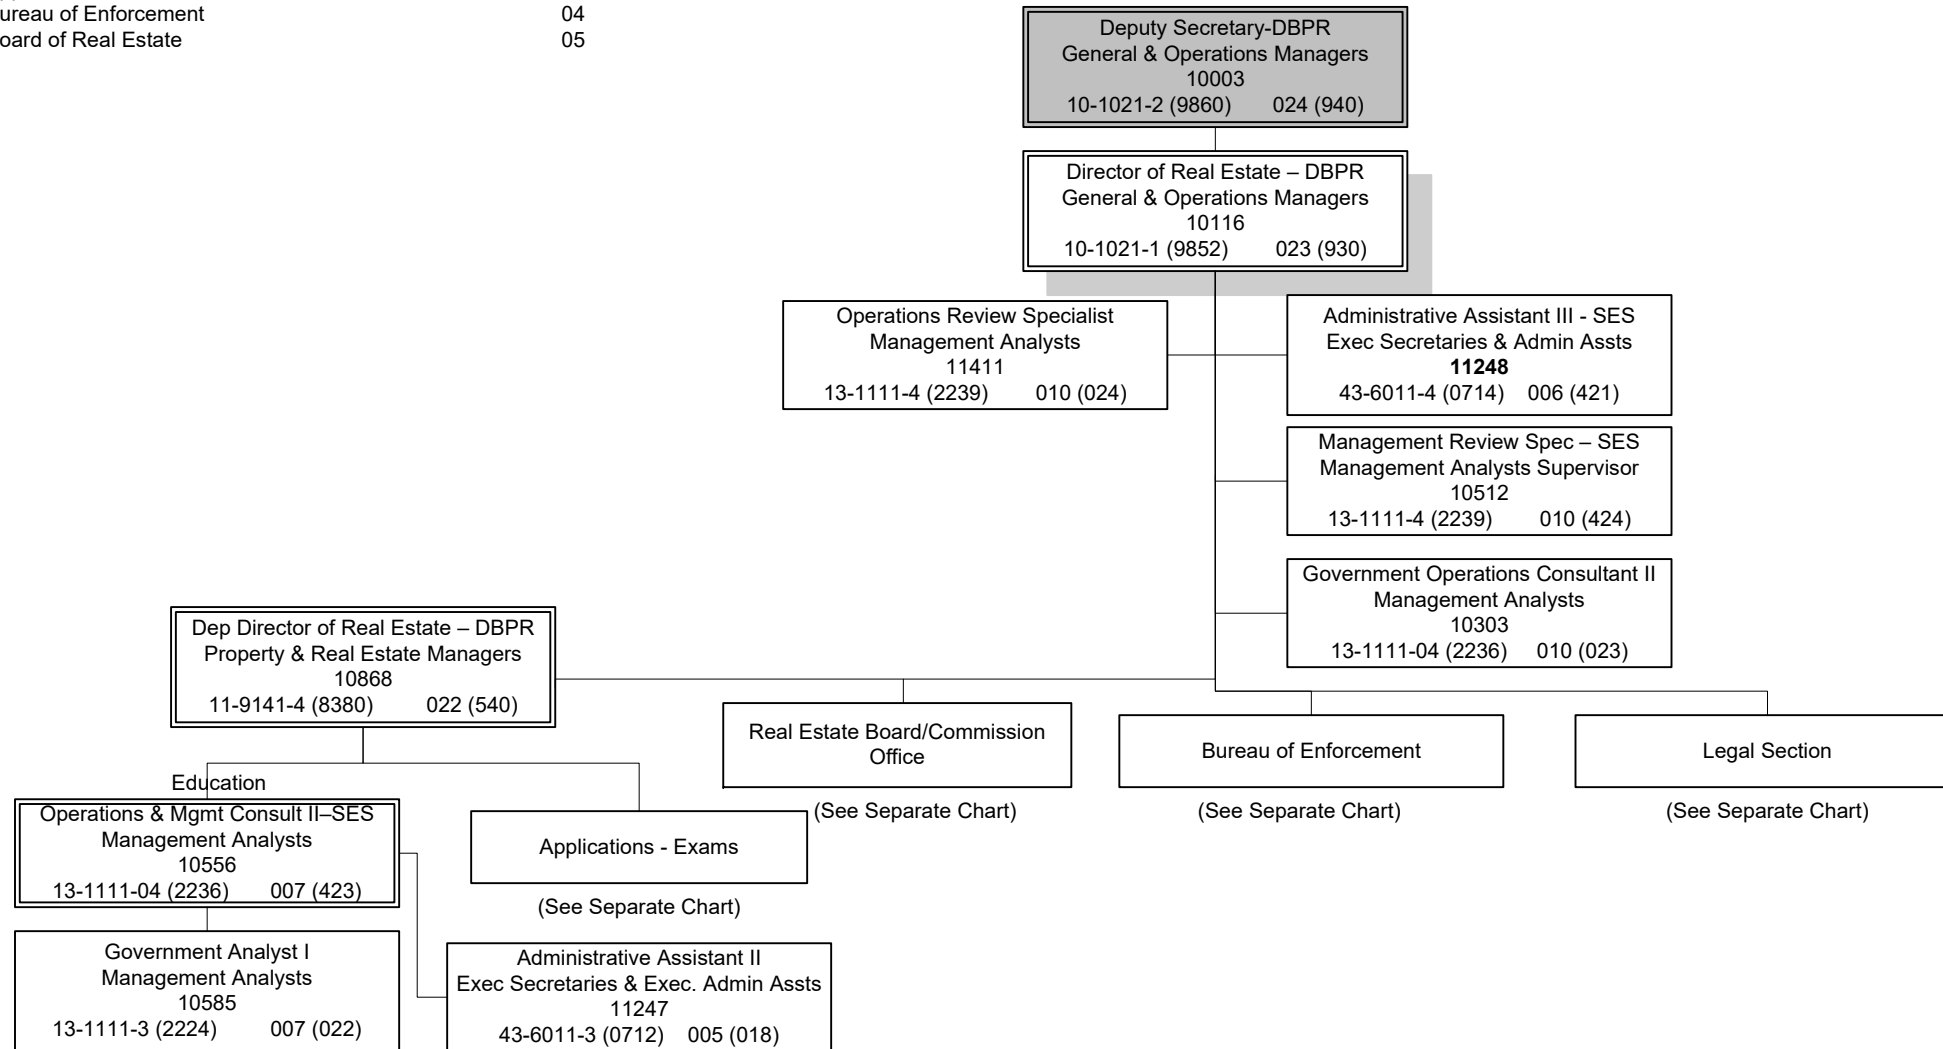 ureau of Enforcement 04
oard of Real Estate 05
Deputy Secretary-DBPR
General & Operations Managers
10003
10-1021-2 (9860) 024 (940)
Director of Real Estate – DBPR
General & Operations Managers
10116
10-1021-1 (9852) 023 (930)
Operations Review Specialist
Management Analysts
11411
13-1111-4 (2239) 010 (024)
Administrative Assistant III - SES
Exec Secretaries & Admin Assts
11248
43-6011-4 (0714) 006 (421)
Management Review Spec – SES
Management Analysts Supervisor
10512
13-1111-4 (2239) 010 (424)
Government Operations Consultant II
Management Analysts
10303
13-1111-04 (2236) 010 (023)
Dep Director of Real Estate – DBPR
Property & Real Estate Managers
10868
11-9141-4 (8380) 022 (540)
Real Estate Board/Commission
Office
(See Separate Chart)
Bureau of Enforcement
(See Separate Chart)
Legal Section
(See Separate Chart)
Education
Operations & Mgmt Consult II–SES
Management Analysts
10556
13-1111-04 (2236) 007 (423)
Applications - Exams
(See Separate Chart)
Government Analyst I
Management Analysts
10585
13-1111-3 (2224) 007 (022)
Administrative Assistant II
Exec Secretaries & Exec. Admin Assts
11247
43-6011-3 (0712) 005 (018)